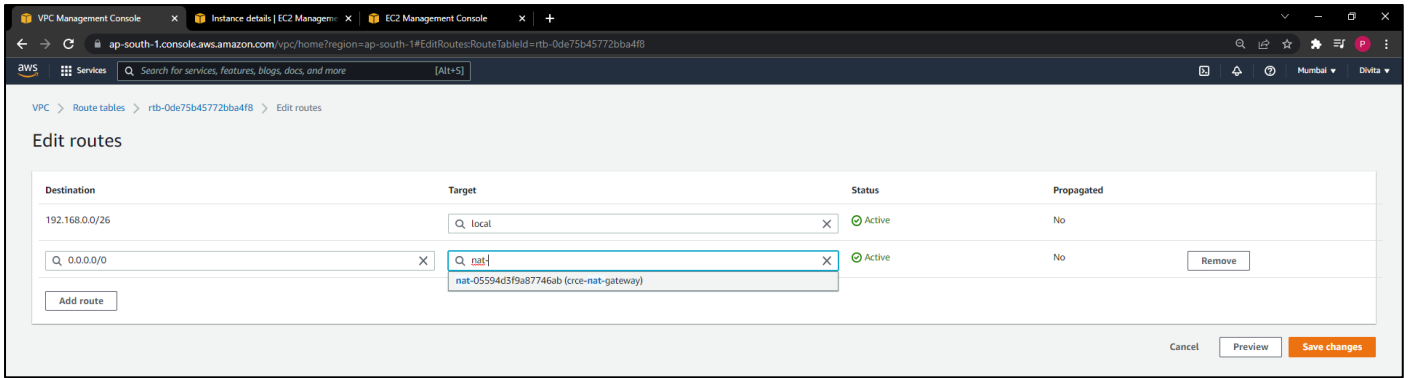 VPC Management Console
Instance details | EC2 Manageme
EC2 Management Console
ap-south-1.console.aws.amazon.com/vpc/home?region=ap-south-1#EditRoutes:RouteTableId=rtb-0de75b45772bba4f8
P
aws
Services
Search for services, features, blogs, docs, and more
[Alt+S]
Mumbai
Divita
VPC > Route tables > rtb-0de75b45772bba4f8 > Edit routes
Edit routes
Destination Target Status Propagated
192.168.0.0/26 local Active No
0.0.0.0/0 nat- Active No Remove
nat-05594d3f9a87746ab (crce-nat-gateway)
Add route
Cancel Preview Save changes